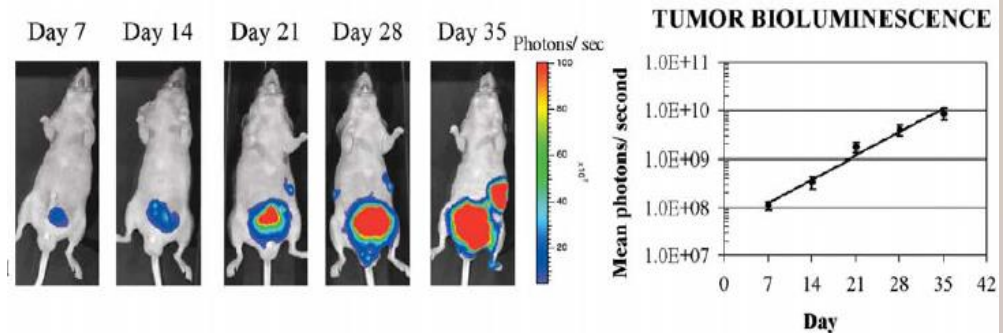 Day 7
Day 14
Day 21
Day 28
Day 35
Photons/ sec
100
80
60
40
20
TUMOR BIOLUMINESCENCE
Mean photons/ second
1.0E+11
1.0E+10
1.0E+09
1.0E+08
1.0E+07
0 7 14 21 28 35 42
Day